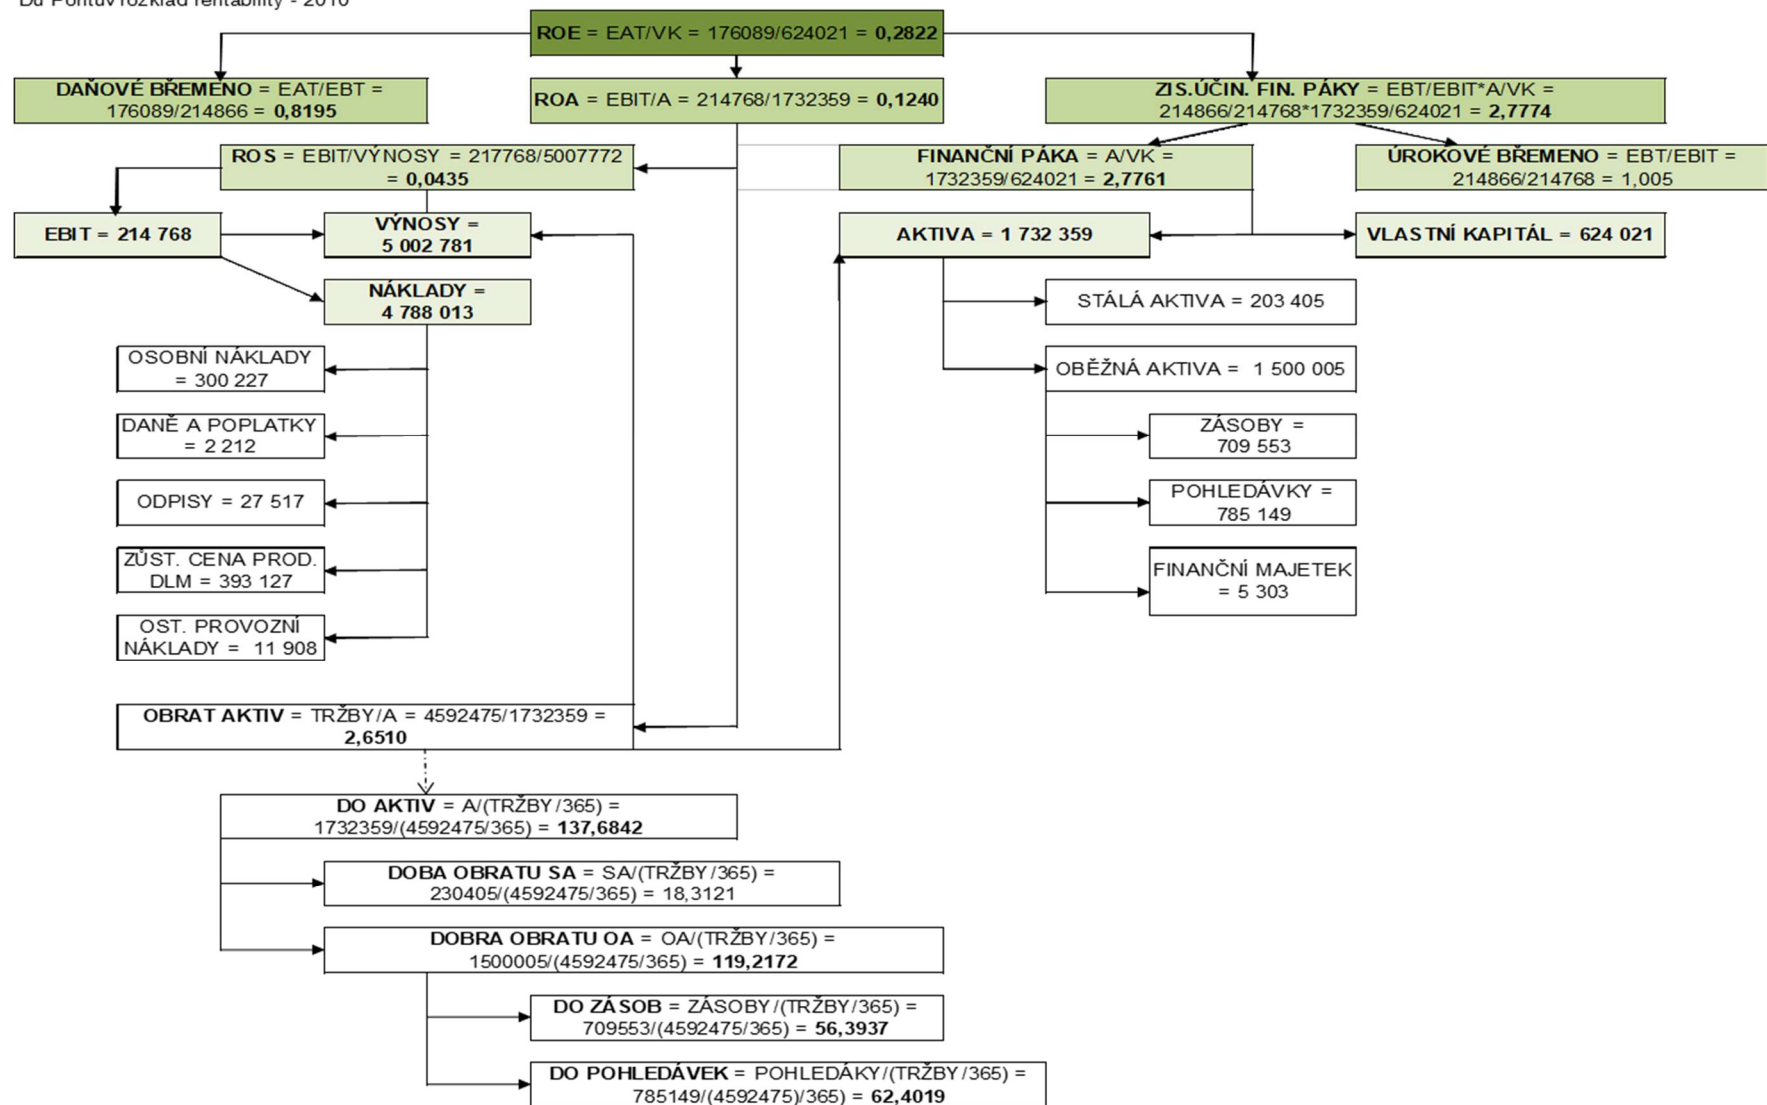 Du Pontův rozklad rentability - 2010
ROE = EAT/VK = 176089/624021 = 0,2822
DAŇOVÉ BŘEMENO = EAT/EBT =
176089/214866 = 0,8195
ROA = EBIT/A = 214768/1732359 = 0,1240
ZIS.ÚČIN. FIN. PÁKY = EBT/EBIT*A/VK =
214866/214768*1732359/624021 = 2,7774
ROS = EBIT/VÝNOSY = 217768/5007772
= 0,0435
FINANČNÍ PÁKA = A/VK =
1732359/624021 = 2,7761
ÚROKOVÉ BŘEMENO = EBT/EBIT =
214866/214768 = 1,005
EBIT = 214 768
VÝNOSY =
5 002 781
AKTIVA = 1 732 359
VLASTNÍ KAPITÁL = 624 021
NÁKLADY =
4 788 013
STÁLÁ AKTIVA = 203 405
OSOBNÍ NÁKLADY
= 300 227
OBĚŽNÁ AKTIVA = 1 500 005
DANĚ A POPLATKY
= 2 212
ZÁSOBY =
709 553
ODPISY = 27 517
POHLEDÁVKY =
785 149
ZŮST. CENA PROD.
DLM = 393 127
FINANČNÍ MAJETEK
= 5 303
OST. PROVOZNÍ
NÁKLADY = 11 908
OBRAT AKTIV = TRŽBY/A = 4592475/1732359 =
2,6510
DO AKTIV = A/(TRŽBY/365) =
1732359/(4592475/365) = 137,6842
DOBA OBRATU SA = SA/(TRŽBY/365) =
230405/(4592475/365) = 18,3121
DOBRA OBRATU OA = OA/(TRŽBY/365) =
1500005/(4592475/365) = 119,2172
DO ZÁSOB = ZÁSOBY/(TRŽBY/365) =
709553/(4592475/365) = 56,3937
DO POHLEDÁVEK = POHLEDÁKY/(TRŽBY/365) =
785149/(4592475)/365) = 62,4019